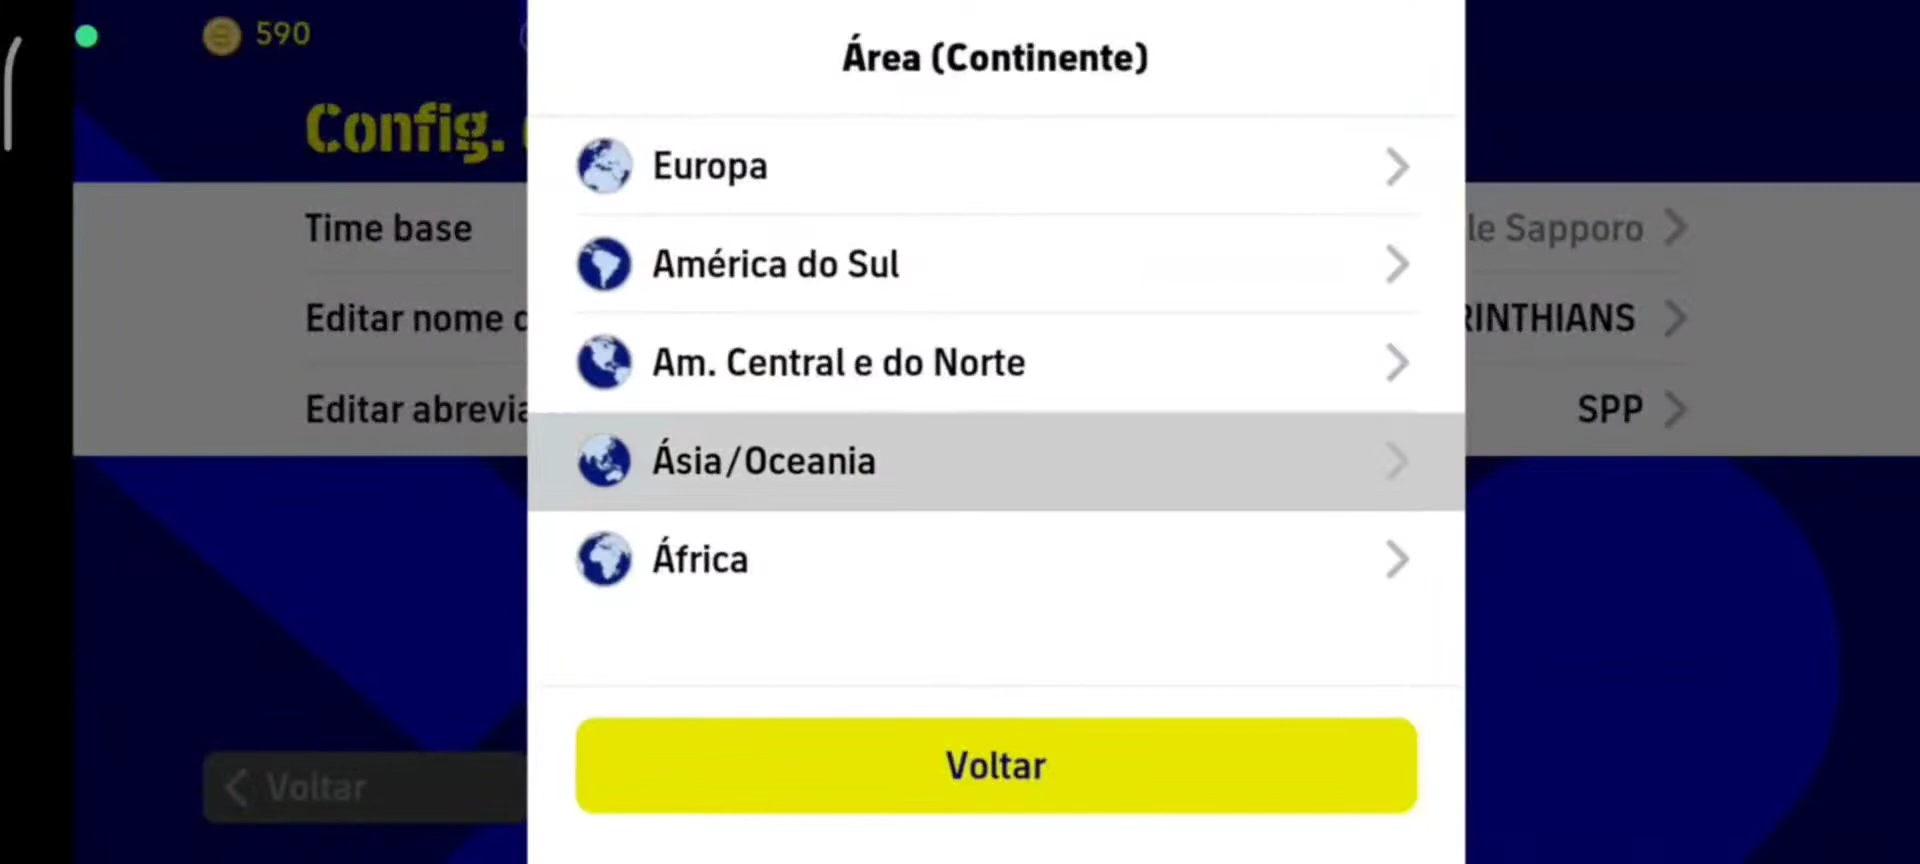 590
Área (Continente)
Config.
Europa
Time base
le Sapporo
América do Sul
Editar nome
RINTHIANS
Am. Central e do Norte
Editar abrevia
SPP
Ásia/Oceania
África
Voltar
Voltar